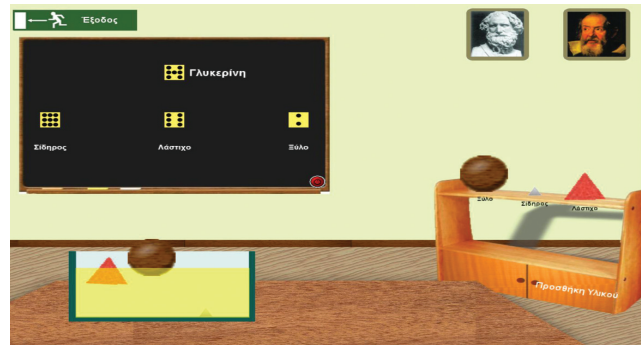 Έξοδος
Γλυκερίνη
Σίδηρος
Λάστιχο
Ξύλο
Ξύλο
Σίδηρος
Λάστιχο
Προσθήκη Υλικού